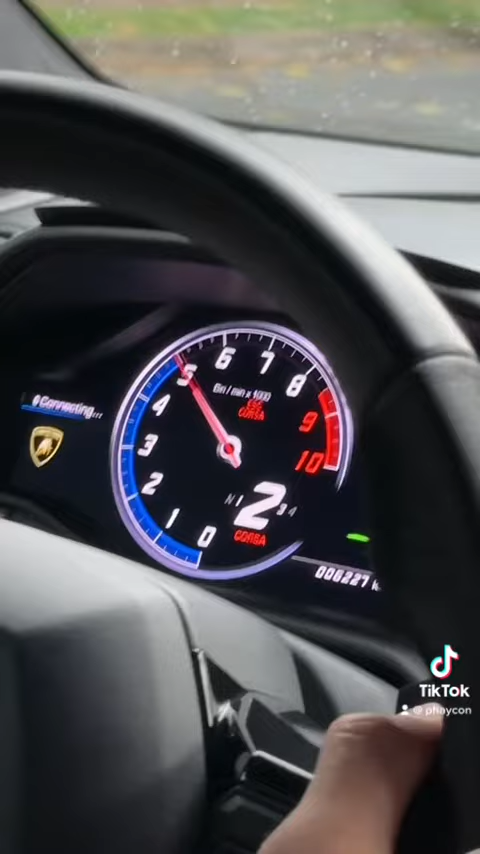 Connecting...
0
1
2
3
4
5
6
7
8
9
10
Giri / min x 1000
ESC
CORSA
N 1 2 3 4
CORSA
006227 k
TikTok
@ phaycon